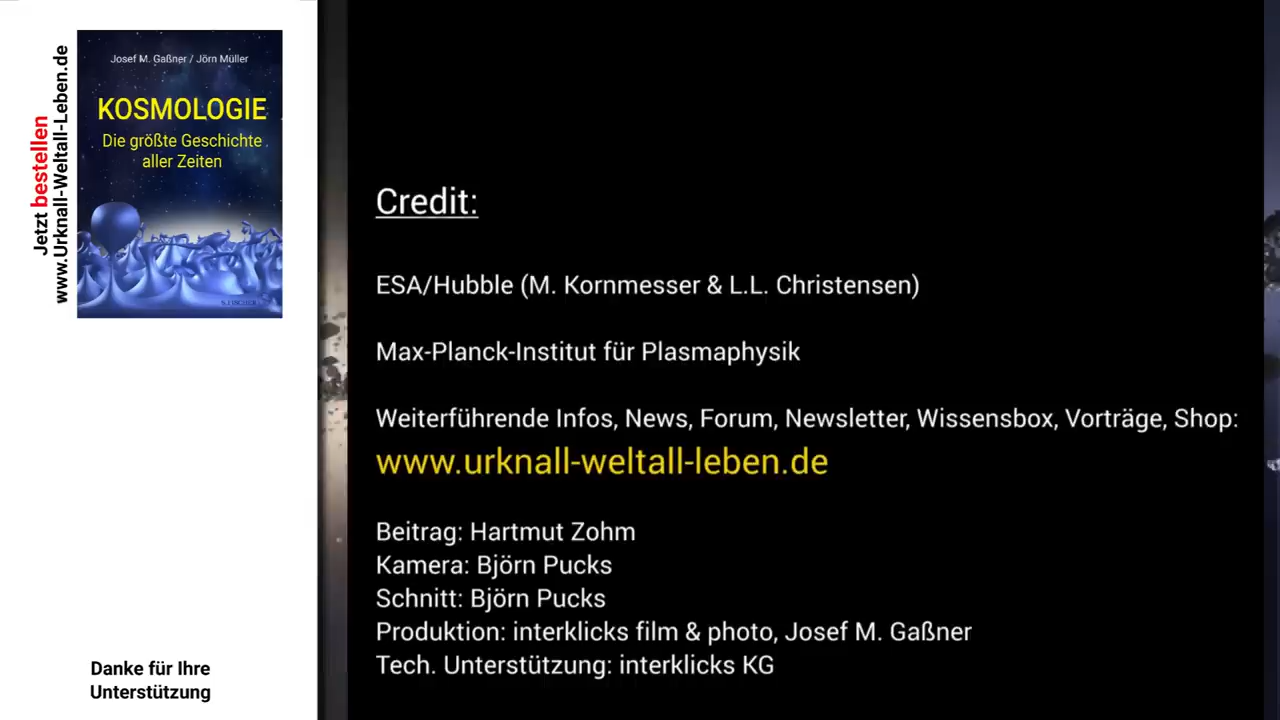 Jetzt bestellen
www.Urknall-Weltall-Leben.de
Josef M. Gaßner / Jörn Müller
KOSMOLOGIE
Die größte Geschichte
aller Zeiten
S. FISCHER
Danke für Ihre
Unterstützung
Credit:
ESA/Hubble (M. Kornmesser & L.L. Christensen)
Max-Planck-Institut für Plasmaphysik
Weiterführende Infos, News, Forum, Newsletter, Wissensbox, Vorträge, Shop:
www.urknall-weltall-leben.de
Beitrag: Hartmut Zohm
Kamera: Björn Pucks
Schnitt: Björn Pucks
Produktion: interklicks film & photo, Josef M. Gaßner
Tech. Unterstützung: interklicks KG